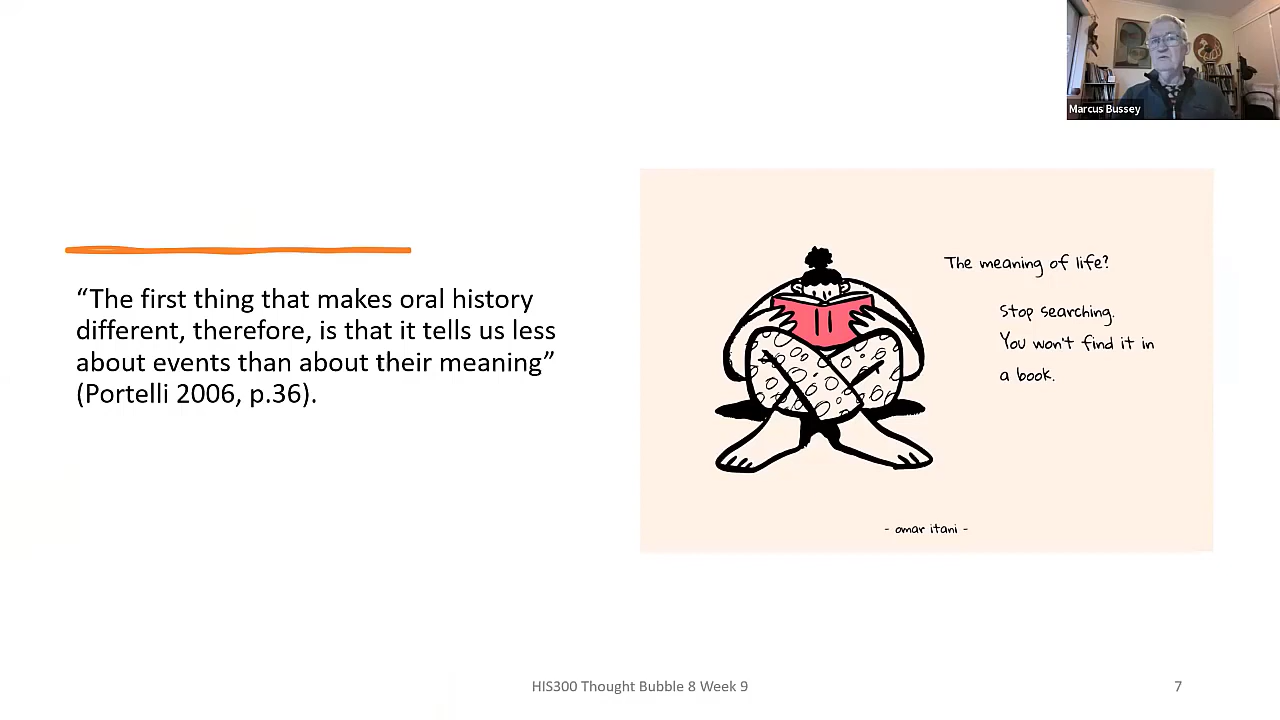 Marcus Bussey
“The first thing that makes oral history
different, therefore, is that it tells us less
about events than about their meaning”
(Portelli 2006, p.36).
The meaning of life?
Stop searching.
You won't find it in
a book.
- omar itani -
HIS300 Thought Bubble 8 Week 9
7